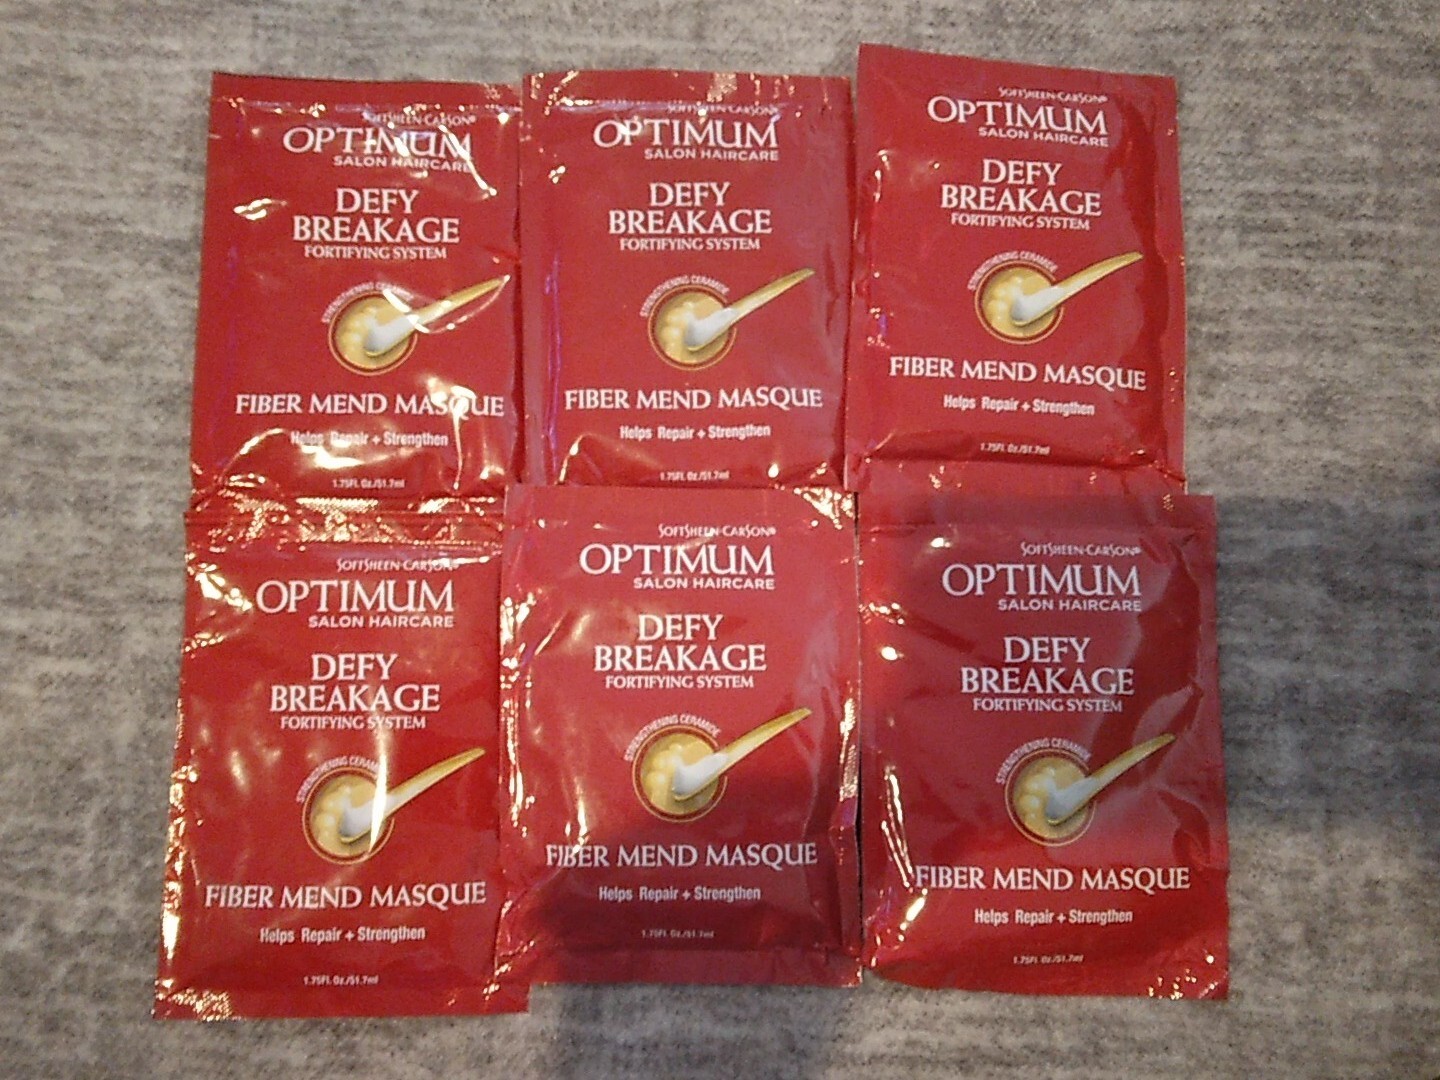 SOFTSHEEN·CARSON®
OPTIMUM
SALON HAIRCARE
DEFY
BREAKAGE
FORTIFYING SYSTEM
STRENGTHENING CERAMIDE
FIBER MEND MASQUE
Helps Repair + Strengthen
1.75FL Oz./51.7ml
SOFTSHEEN·CARSON®
OPTIMUM
SALON HAIRCARE
DEFY
BREAKAGE
FORTIFYING SYSTEM
STRENGTHENING CERAMIDE
FIBER MEND MASQUE
Helps Repair + Strengthen
1.75FL Oz./51.7ml
SOFTSHEEN·CARSON®
OPTIMUM
SALON HAIRCARE
DEFY
BREAKAGE
FORTIFYING SYSTEM
STRENGTHENING CERAMIDE
FIBER MEND MASQUE
Helps Repair + Strengthen
1.75FL Oz./51.7ml
SOFTSHEEN·CARSON®
OPTIMUM
SALON HAIRCARE
DEFY
BREAKAGE
FORTIFYING SYSTEM
STRENGTHENING CERAMIDE
FIBER MEND MASQUE
Helps Repair + Strengthen
1.75FL Oz./51.7ml
SOFTSHEEN·CARSON®
OPTIMUM
SALON HAIRCARE
DEFY
BREAKAGE
FORTIFYING SYSTEM
STRENGTHENING CERAMIDE
FIBER MEND MASQUE
Helps Repair + Strengthen
1.75FL Oz./51.7ml
SOFTSHEEN·CARSON®
OPTIMUM
SALON HAIRCARE
DEFY
BREAKAGE
FORTIFYING SYSTEM
STRENGTHENING CERAMIDE
FIBER MEND MASQUE
Helps Repair + Strengthen
1.75FL Oz./51.7ml